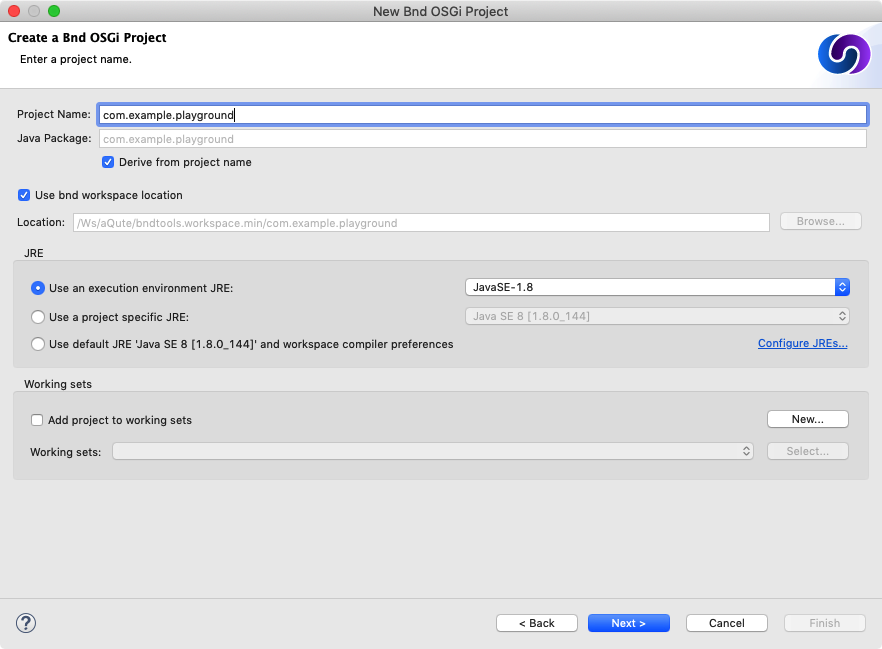 New Bnd OSGi Project
Create a Bnd OSGi Project
Enter a project name.
Project Name: com.example.playground
Java Package: com.example.playground
Derive from project name
Use bnd workspace location
Location: /Ws/aQute/bndtools.workspace.min/com.example.playground Browse...
JRE
Use an execution environment JRE: JavaSE-1.8
Use a project specific JRE: Java SE 8 [1.8.0_144]
Use default JRE 'Java SE 8 [1.8.0_144]' and workspace compiler preferences Configure JREs...
Working sets
Add project to working sets New...
Working sets: Select...
? < Back Next > Cancel Finish